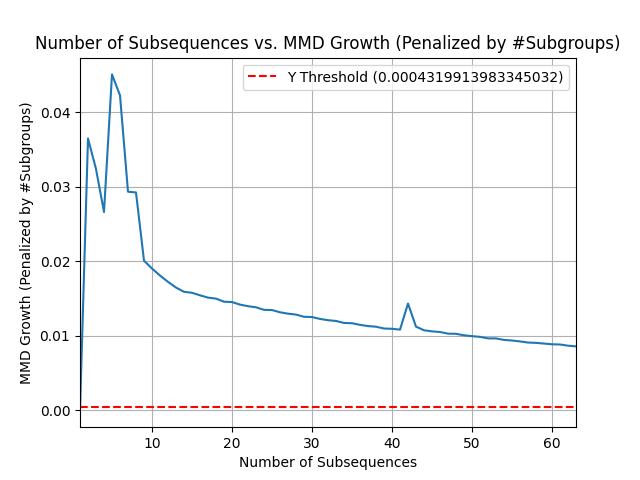 Number of Subsequences vs. MMD Growth (Penalized by #Subgroups)
Y Threshold (0.0004319913983345032)
MMD Growth (Penalized by #Subgroups)
0.04
0.03
0.02
0.01
0.00
10 20 30 40 50 60
Number of Subsequences